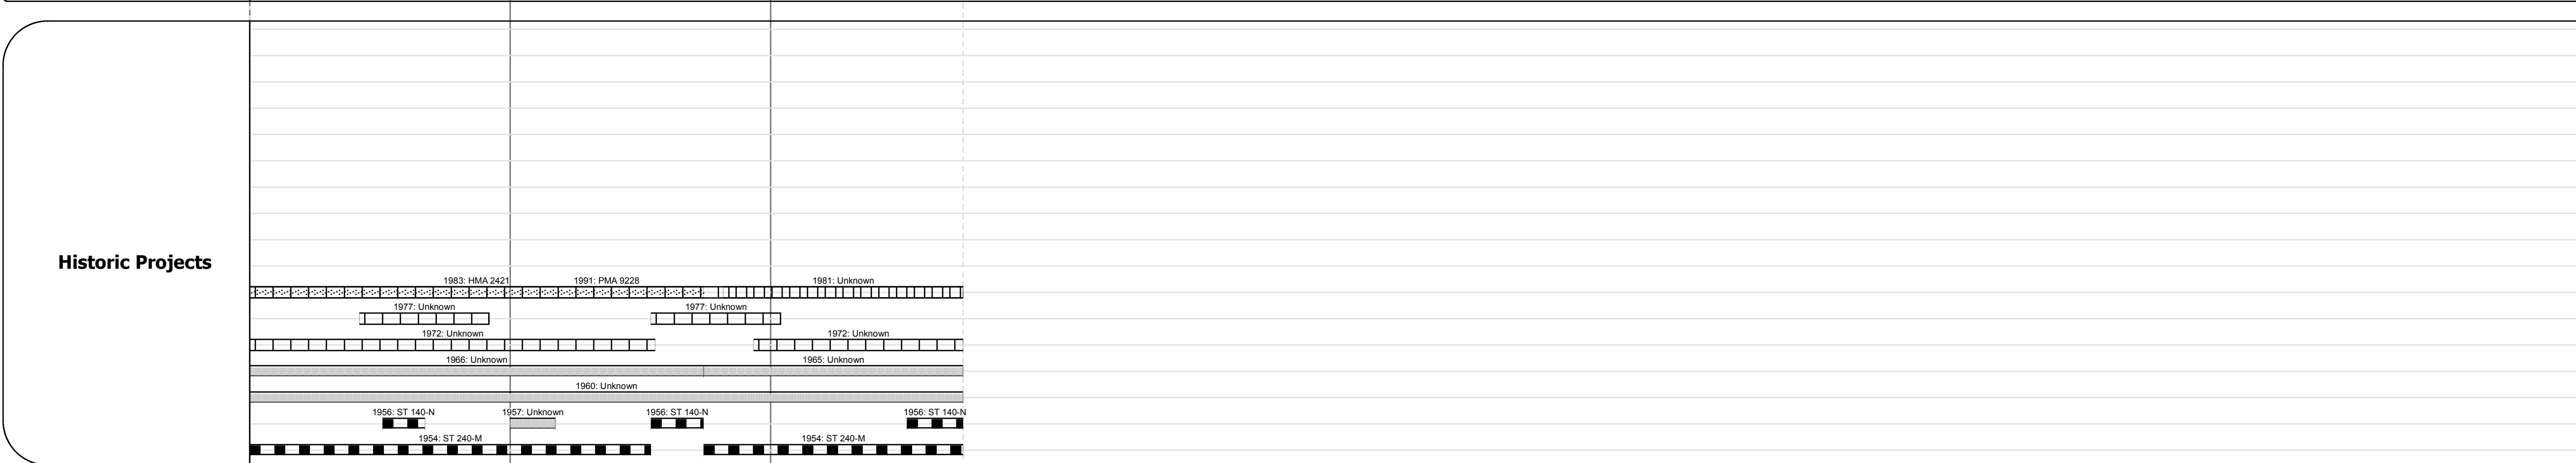 Historic Projects
1983: HMA 2421 1991: PMA 9228 1981: Unknown
1977: Unknown 1977: Unknown
1972: Unknown 1972: Unknown
1966: Unknown 1965: Unknown
1960: Unknown
1956: ST 140-N 1957: Unknown 1956: ST 140-N 1956: ST 140-N
1954: ST 240-M 1954: ST 240-M